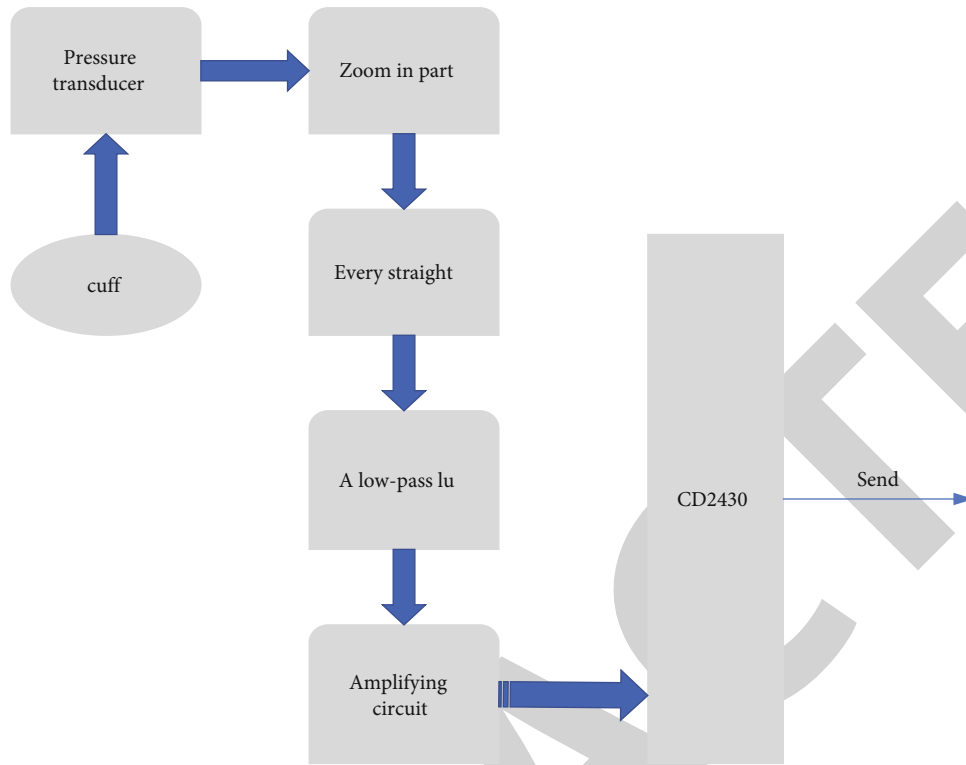 Pressure
transducer
Zoom in part
cuff
Every straight
A low-pass lu
CD2430
Send
Amplifying
circuit